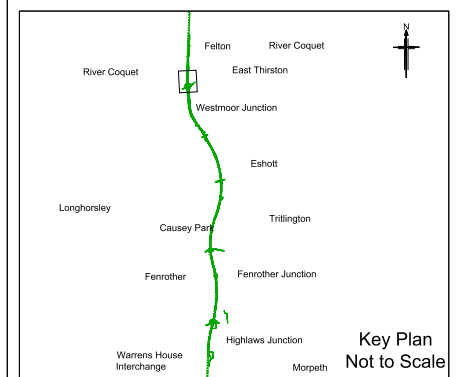 N
Felton
River Coquet
River Coquet
East Thirston
Westmoor Junction
Eshott
Longhorsley
Tritlington
Causey Park
Fenrother
Fenrother Junction
Highlaws Junction
Key Plan
Not to Scale
Warrens House
Interchange
Morpeth